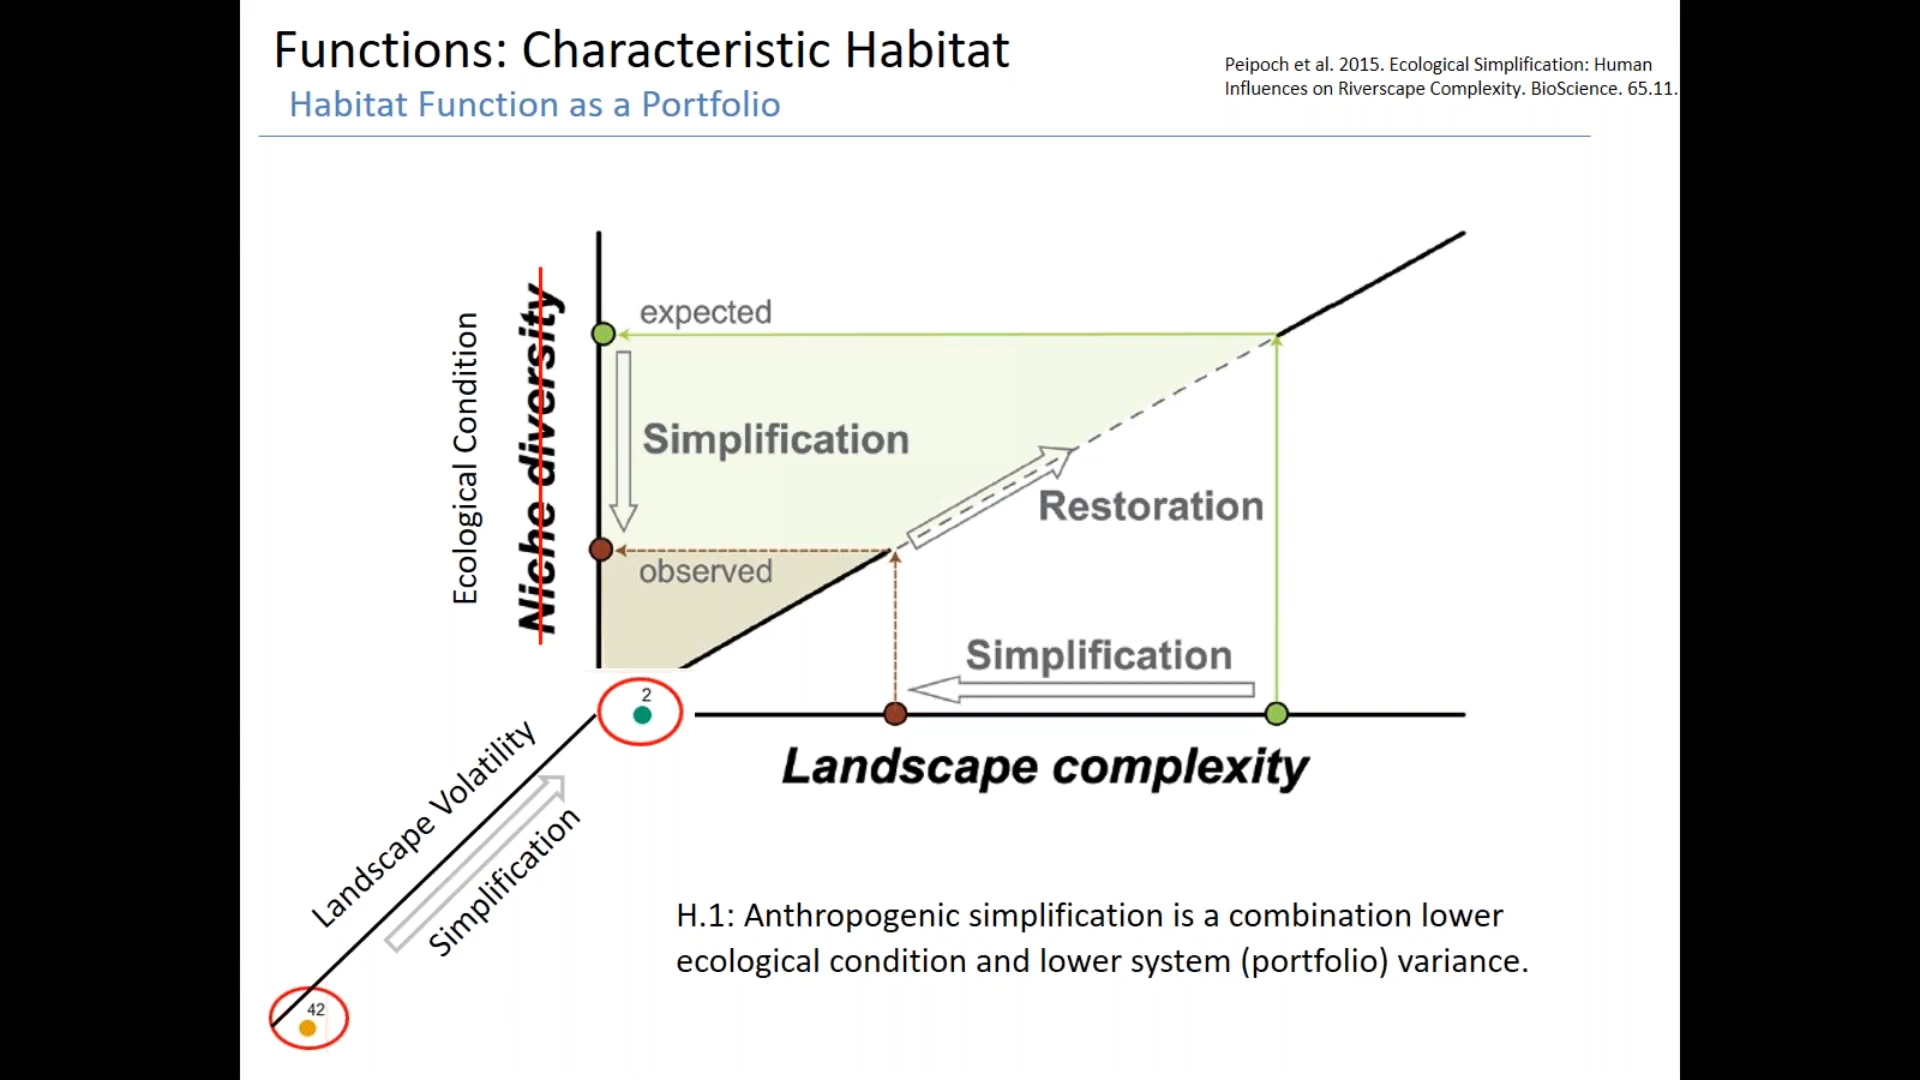 Functions: Characteristic Habitat
Habitat Function as a Portfolio
Peipoch et al. 2015. Ecological Simplification: Human
Influences on Riverscape Complexity. BioScience. 65.11.
expected
Simplification
Restoration
observed
Simplification
Ecological Condition
Niche diversity
2
Landscape complexity
Landscape Volatility
Simplification
42
H.1: Anthropogenic simplification is a combination lower
ecological condition and lower system (portfolio) variance.